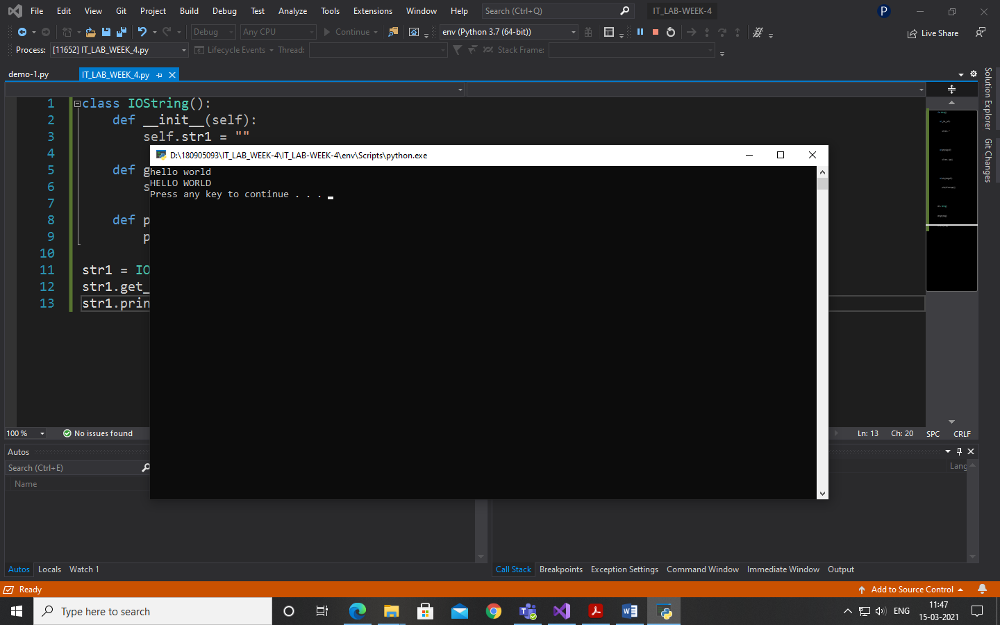 File Edit View Git Project Build Debug Test Analyze Tools Extensions Window Help Search (Ctrl+Q) IT_LAB-WEEK-4 P
Debug Any CPU Continue env (Python 3.7 (64-bit)) Live Share
Process: [11652] IT_LAB_WEEK_4.py Lifecycle Events Thread: Stack Frame:
demo-1.py IT_LAB_WEEK_4.py
Solution Explorer
Git Changes
1 class IOString():
2 def __init__(self):
3 self.str1 = ""
4
5 def g
6 s
7
8 def p
9 p
10
11 str1 = IO
12 str1.get_
13 str1.prin
D:\180905093\IT_LAB_WEEK-4\IT_LAB-WEEK-4\env\Scripts\python.exe
hello world
HELLO WORLD
Press any key to continue . . .
100 % No issues found Ln: 13 Ch: 20 SPC CRLF
Autos
Search (Ctrl+E) Lang
Name
Autos Locals Watch 1 Call Stack Breakpoints Exception Settings Command Window Immediate Window Output
Ready Add to Source Control
Type here to search ENG 11:47
15-03-2021